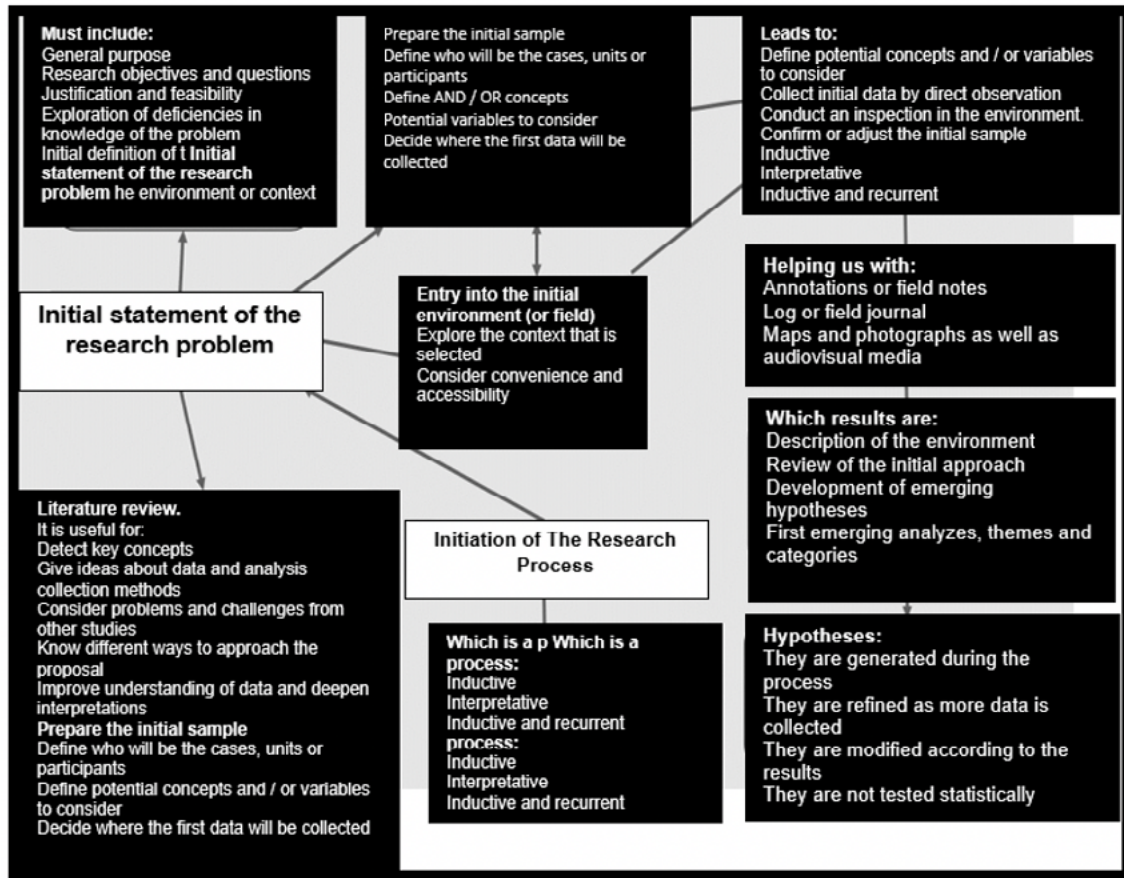 Must include:
General purpose
Research objectives and questions
Justification and feasibility
Exploration of deficiencies in
knowledge of the problem
Initial definition of t Initial
statement of the research
problem he environment or context
Prepare the initial sample
Define who will be the cases, units or
participants
Define AND / OR concepts
Potential variables to consider
Decide where the first data will be
collected
Leads to:
Define potential concepts and / or variables
to consider
Collect initial data by direct observation
Conduct an inspection in the environment.
Confirm or adjust the initial sample
Inductive
Interpretative
Inductive and recurrent
Initial statement of the
research problem
Entry into the initial
environment (or field)
Explore the context that is
selected
Consider convenience and
accessibility
Helping us with:
Annotations or field notes
Log or field journal
Maps and photographs as well as
audiovisual media
Which results are:
Description of the environment
Review of the initial approach
Development of emerging
hypotheses
First emerging analyzes, themes and
categories
Literature review.
It is useful for:
Detect key concepts
Give ideas about data and analysis
collection methods
Consider problems and challenges from
other studies
Know different ways to approach the
proposal
Improve understanding of data and deepen
interpretations
Prepare the initial sample
Define who will be the cases, units or
participants
Define potential concepts and / or variables
to consider
Decide where the first data will be collected
Initiation of The Research
Process
Which is a p Which is a
process:
Inductive
Interpretative
Inductive and recurrent
process:
Inductive
Interpretative
Inductive and recurrent
Hypotheses:
They are generated during the
process
They are refined as more data is
collected
They are modified according to the
results
They are not tested statistically